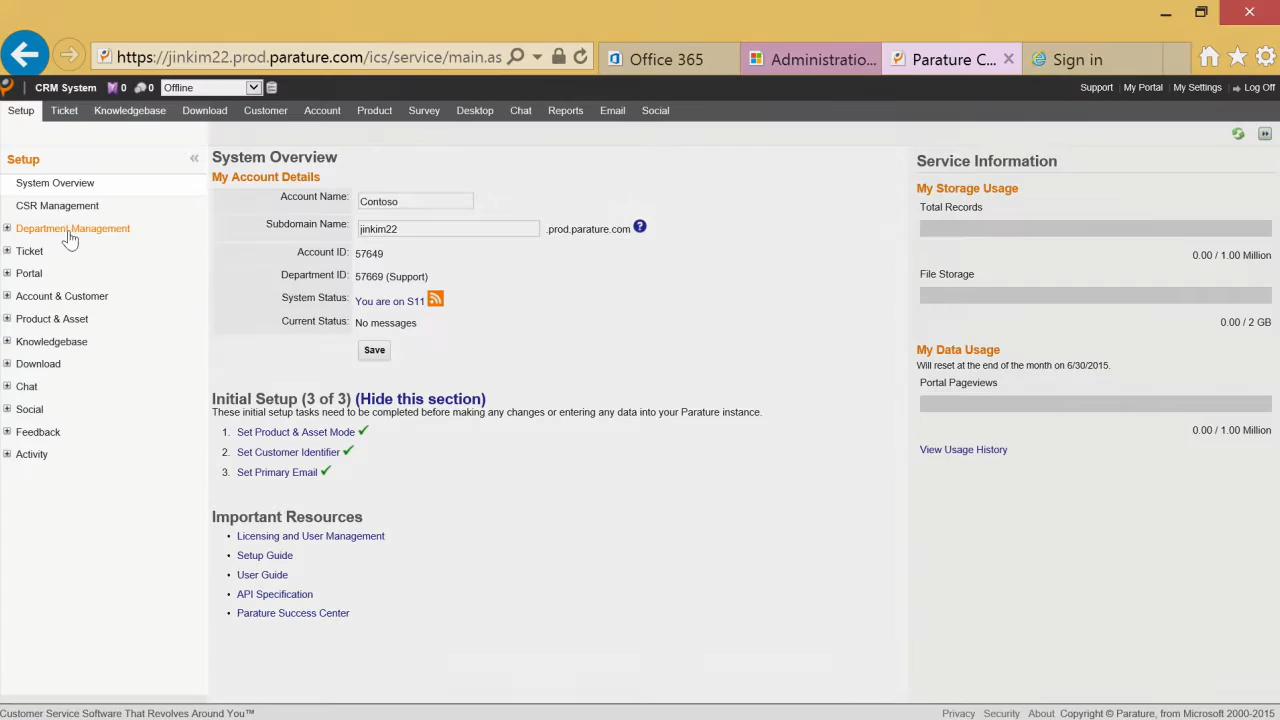 https://jinkim22.prod.parature.com/ics/service/main.as
Office 365
Administratio...
Parature C...
Sign in
CRM System
0
0
Offline
Support
My Portal
My Settings
Log Off
Setup
Ticket
Knowledgebase
Download
Customer
Account
Product
Survey
Desktop
Chat
Reports
Email
Social
Setup
«
System Overview
CSR Management
Department Management
Ticket
Portal
Account & Customer
Product & Asset
Knowledgebase
Download
Chat
Social
Feedback
Activity
System Overview
My Account Details
Account Name: Contoso
Subdomain Name: jinkim22 .prod.parature.com ?
Account ID: 57649
Department ID: 57669 (Support)
System Status: You are on S11
Current Status: No messages
Save
Initial Setup (3 of 3) (Hide this section)
These initial setup tasks need to be completed before making any changes or entering any data into your Parature instance.
1. Set Product & Asset Mode
2. Set Customer Identifier
3. Set Primary Email
Important Resources
• Licensing and User Management
• Setup Guide
• User Guide
• API Specification
• Parature Success Center
Service Information
My Storage Usage
Total Records
0.00 / 1.00 Million
File Storage
0.00 / 2 GB
My Data Usage
Will reset at the end of the month on 6/30/2015.
Portal Pageviews
0.00 / 1.00 Million
View Usage History
Customer Service Software That Revolves Around You™
Privacy
Security
About
Copyright © Parature, from Microsoft 2000-2015